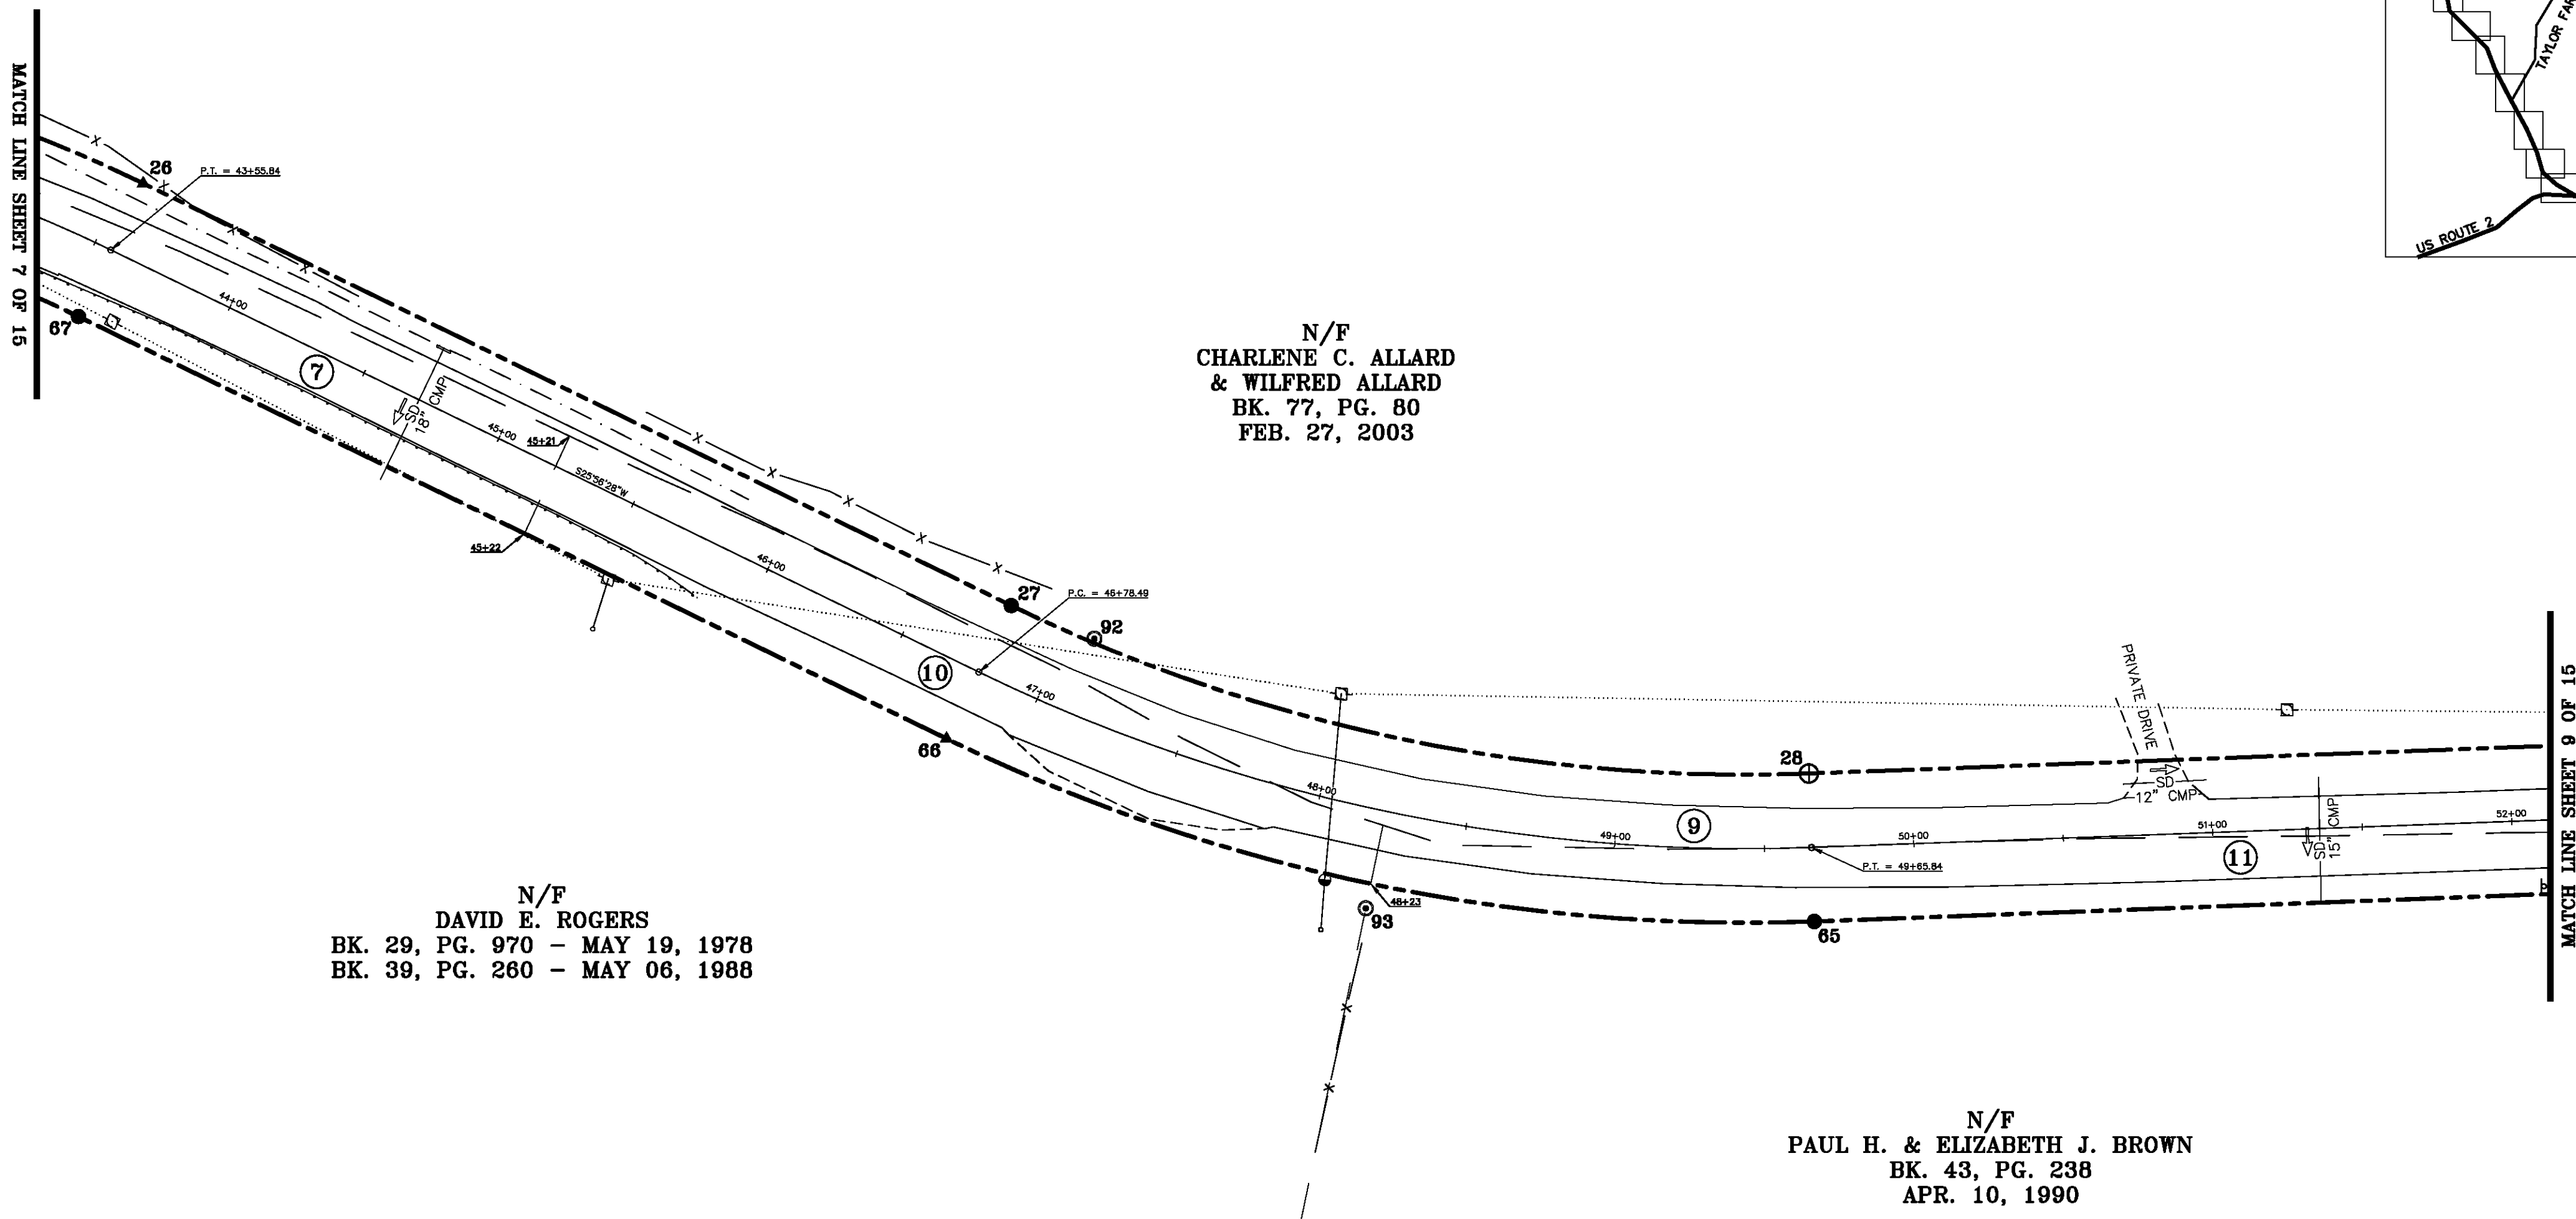 MATCH LINE SHEET 7 OF 15
26
P.T. = 43+55.84
67
44+00
7
SD
18" CMP
45+00
45+21
S25°56'28"W
45+22
46+00
27
P.C. = 46+78.49
92
10
47+00
66
48+00
28
9
49+00
48+23
93
65
50+00
P.T. = 49+65.84
PRIVATE DRIVE
SD
12" CMP
51+00
11
SD
15" CMP
52+00
MATCH LINE SHEET 9 OF 15
US ROUTE 2
N/F
CHARLENE C. ALLARD
& WILFRED ALLARD
BK. 77, PG. 80
FEB. 27, 2003
N/F
DAVID E. ROGERS
BK. 29, PG. 970 – MAY 19, 1978
BK. 39, PG. 260 – MAY 06, 1988
N/F
PAUL H. & ELIZABETH J. BROWN
BK. 43, PG. 238
APR. 10, 1990
TAYLOR FAR